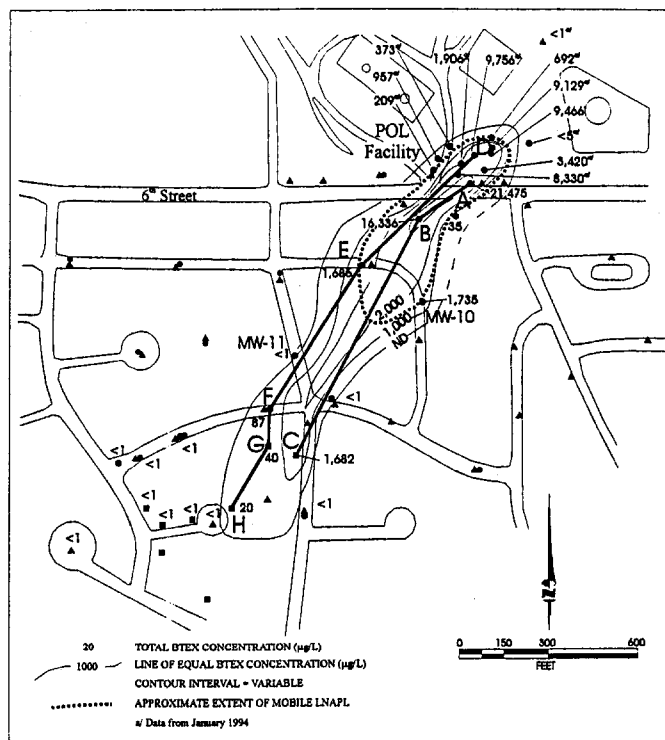 <1ᵃ/
373ᵃ/
1,906ᵃ/
9,756ᵃ/
692ᵃ/
957ᵃ/
9,129ᵃ/
209ᵃ/
9,466
POL
Facility
<5ᵃ/
D
3,420ᵃ/
8,330ᵃ/
6ᵗʰ Street
A
21,475
16,336
B
35
E
1,686
2,000
1,735
1,000
MW-10
ND
MW-11
<1
F
<1
87
G
C
40
1,682
<1
<1
<1
<1
<1
<1
<1
20
H
<1
<1
N
20 TOTAL BTEX CONCENTRATION (µg/L)
1000 LINE OF EQUAL BTEX CONCENTRATION (µg/L)
CONTOUR INTERVAL = VARIABLE
APPROXIMATE EXTENT OF MOBILE LNAPL
a/ Data from January 1994
0 150 300 600
FEET